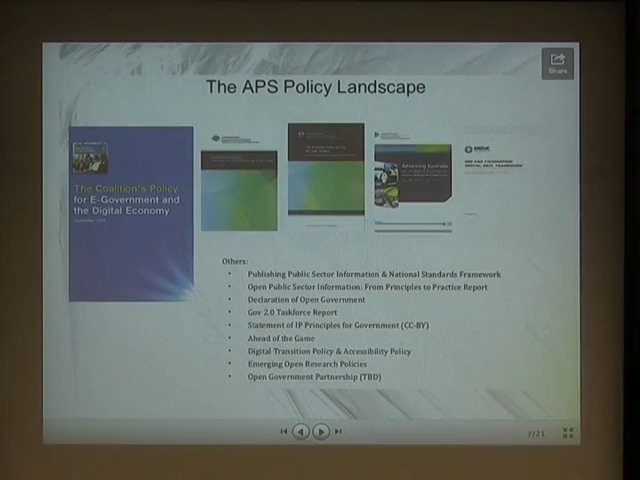 Share
The APS Policy Landscape
The Coalition's Policy
for E-Government and
the Digital Economy
Advancing Australia
Others:
• Publishing Public Sector Information & National Standards Framework
• Open Public Sector Information: From Principles to Practice Report
• Declaration of Open Government
• Gov 2.0 Taskforce Report
• Statement of IP Principles for Government (CC-BY)
• Ahead of the Game
• Digital Transition Policy & Accessibility Policy
• Emerging Open Research Policies
• Open Government Partnership (TBD)
7/21